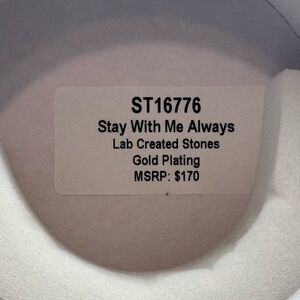 ST16776
Stay With Me Always
Lab Created Stones
Gold Plating
MSRP: $170